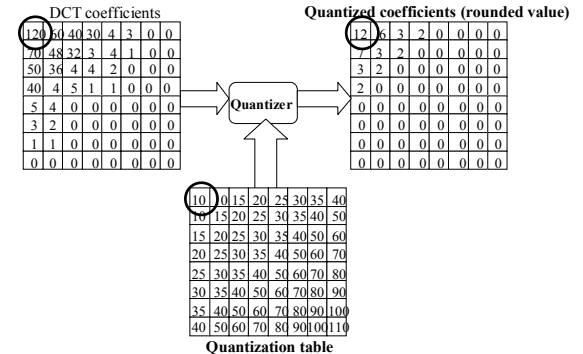 DCT coefficients
120 60 40 30 4 3 0 0
70 48 32 3 4 1 0 0
50 36 4 4 2 0 0 0
40 4 5 1 1 0 0 0
5 4 0 0 0 0 0 0
3 2 0 0 0 0 0 0
1 1 0 0 0 0 0 0
0 0 0 0 0 0 0 0
Quantizer
Quantized coefficients (rounded value)
12 6 3 2 0 0 0 0
7 3 2 0 0 0 0 0
3 2 0 0 0 0 0 0
2 0 0 0 0 0 0 0
0 0 0 0 0 0 0 0
0 0 0 0 0 0 0 0
0 0 0 0 0 0 0 0
0 0 0 0 0 0 0 0
10 10 15 20 25 30 35 40
10 15 20 25 30 35 40 50
15 20 25 30 35 40 50 60
20 25 30 35 40 50 60 70
25 30 35 40 50 60 70 80
30 35 40 50 60 70 80 90
35 40 50 60 70 80 90 100
40 50 60 70 80 90 100 110
Quantization table